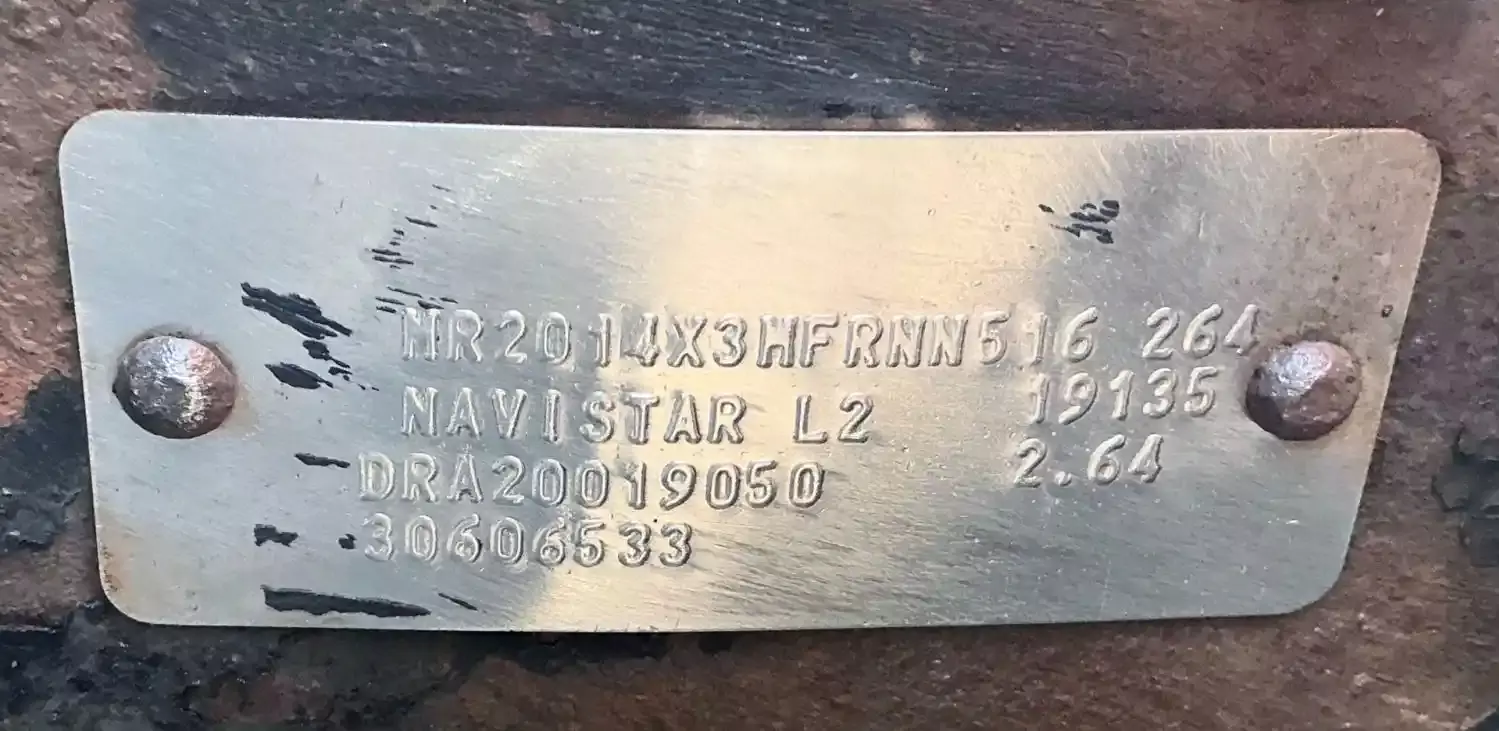 MR2014X3HFRNN516 264
NAVISTAR L2 19135
DRA20019050 2.64
30606533